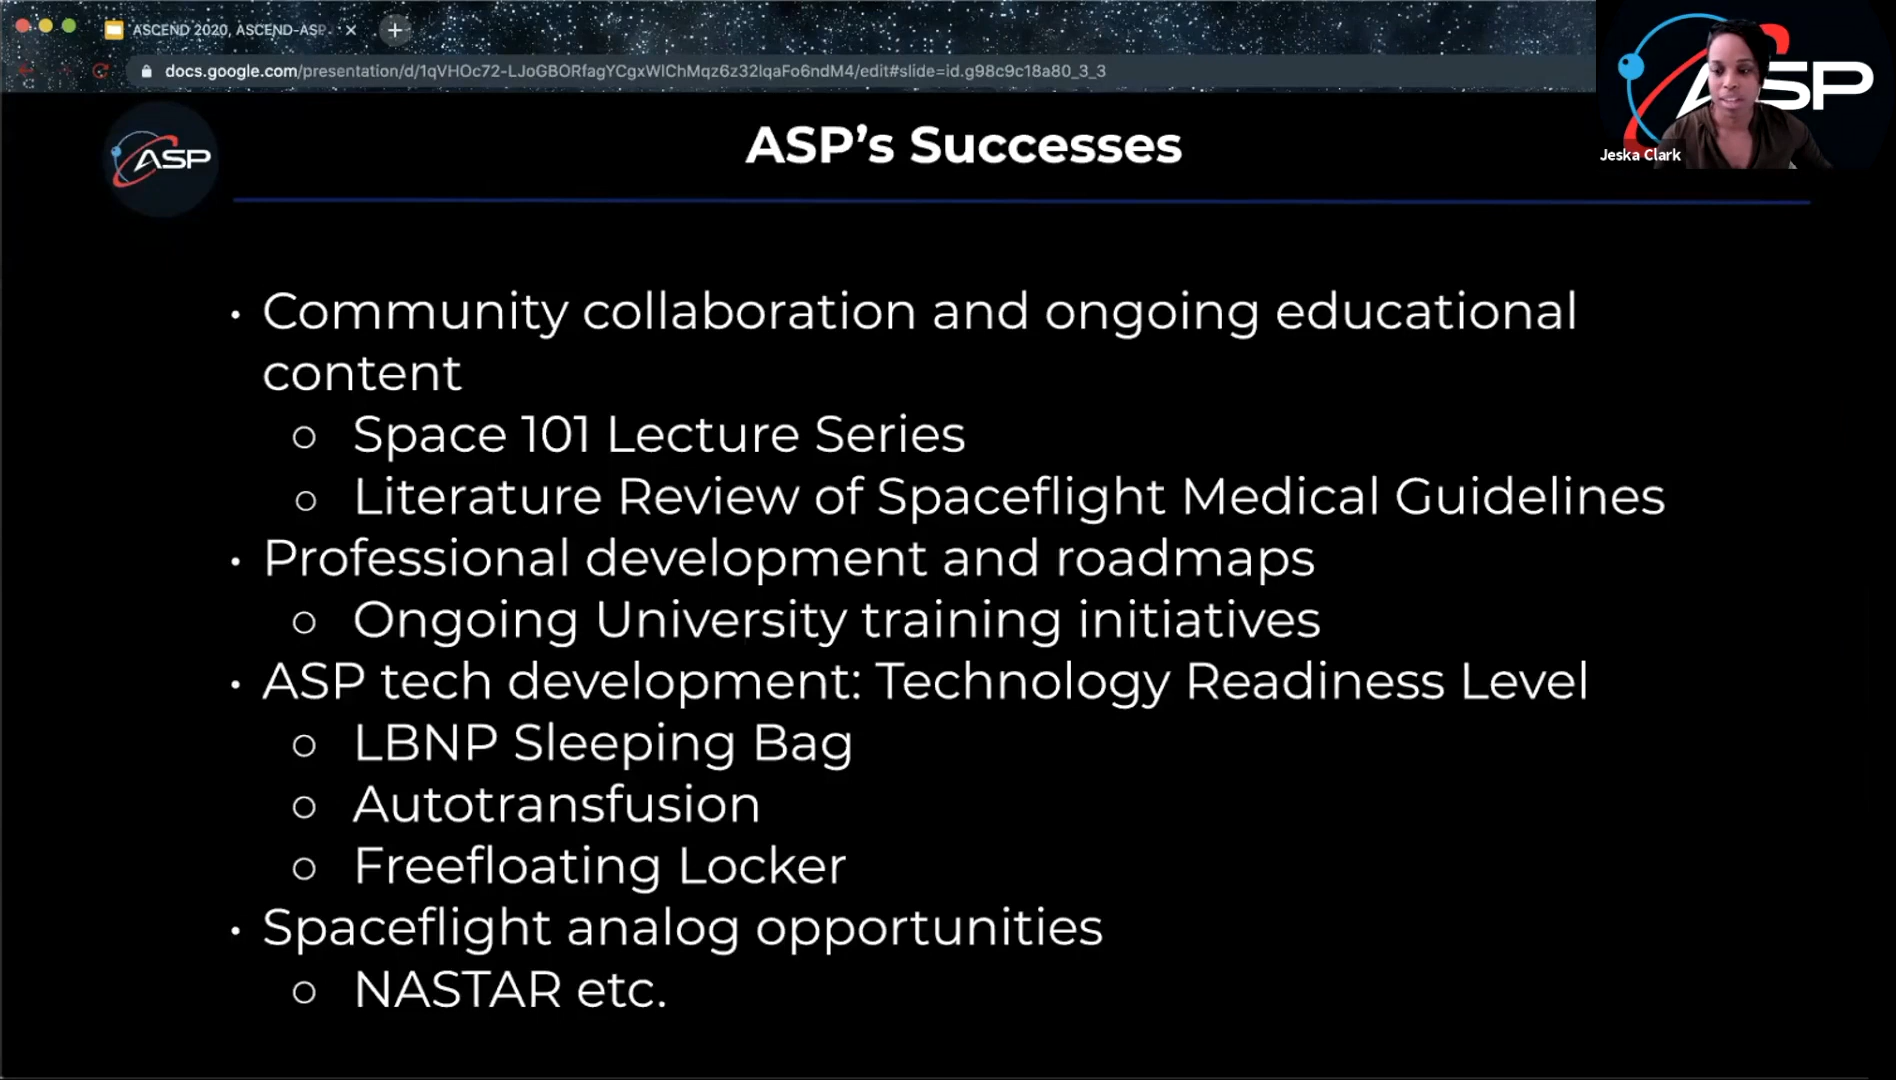 ASCEND 2020, ASCEND-ASP
docs.google.com/presentation/d/1qVHOc72-LJoGBORfagYCgxWlChMqz6z32lqaFo6ndM4/edit#slide=id.g98c9c18a80_3_3
ASP
Jeska Clark
ASP
ASP’s Successes
• Community collaboration and ongoing educational
content
○ Space 101 Lecture Series
○ Literature Review of Spaceflight Medical Guidelines
• Professional development and roadmaps
○ Ongoing University training initiatives
• ASP tech development: Technology Readiness Level
○ LBNP Sleeping Bag
○ Autotransfusion
○ Freefloating Locker
• Spaceflight analog opportunities
○ NASTAR etc.